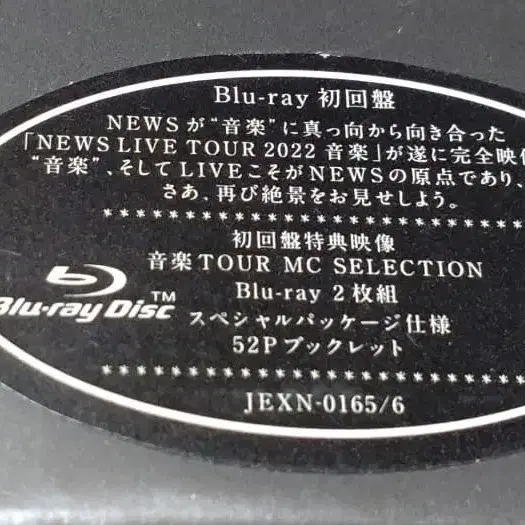 Blu-ray 初回盤
NEWSが“音楽”に真っ向から向き合った
「NEWS LIVE TOUR 2022 音楽」が遂に完全映像
“音楽”、そしてLIVEこそがNEWSの原点であり、
さあ、再び絶景をお見せしよう。
******************************
初回盤特典映像
音楽TOUR MC SELECTION
Blu-ray 2枚組
スペシャルパッケージ仕様
52Pブックレット
Blu-ray Disc™
******************************
JEXN-0165/6